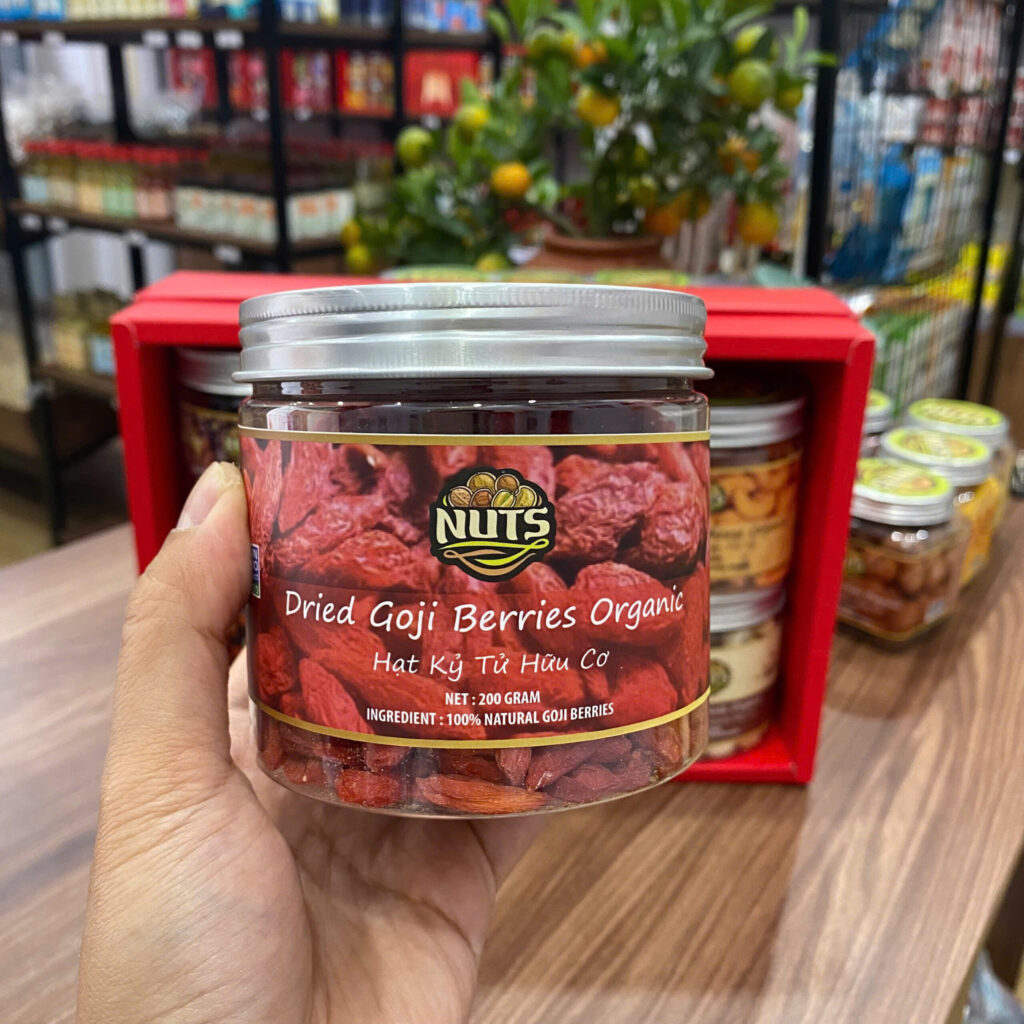 NUTS
Dried Goji Berries Organic
Hạt Kỷ Tử Hữu Cơ
NET : 200 GRAM
INGREDIENT : 100% NATURAL GOJI BERRIES